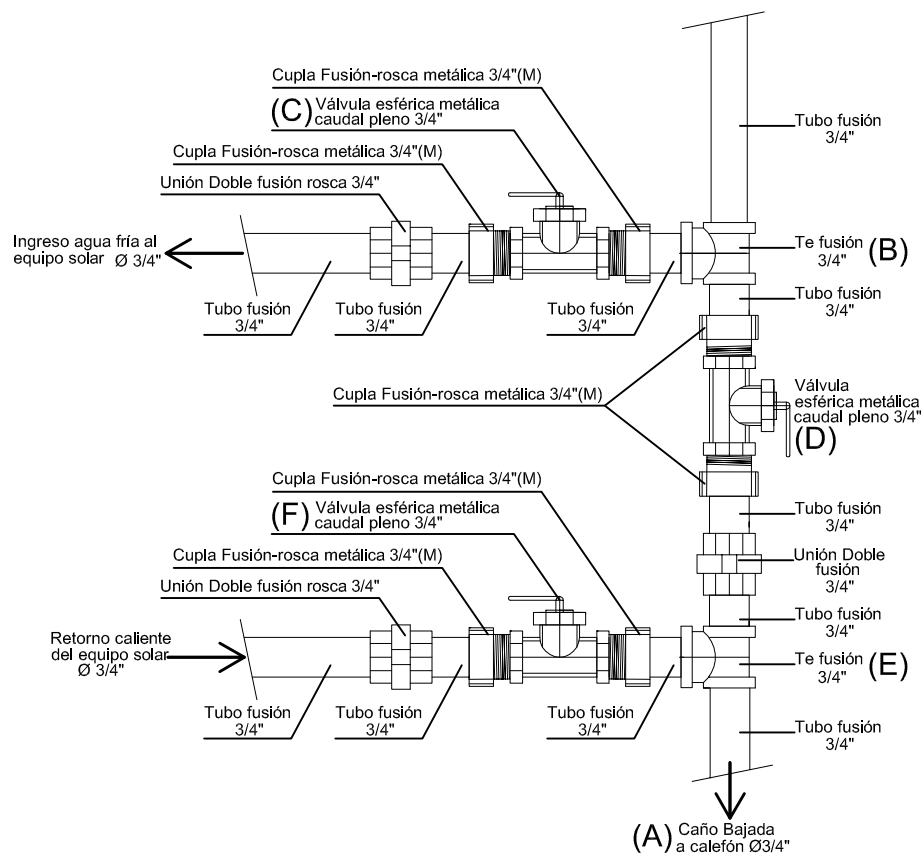 Cupla Fusión-rosca metálica 3/4"(M)
(C) Válvula esférica metálica
caudal pleno 3/4"
Cupla Fusión-rosca metálica 3/4"(M)
Unión Doble fusión rosca 3/4"
Tubo fusión
3/4"
Ingreso agua fría al
equipo solar Ø 3/4"
Te fusión
3/4" (B)
Tubo fusión
3/4"
Tubo fusión
3/4"
Tubo fusión
3/4"
Tubo fusión
3/4"
Cupla Fusión-rosca metálica 3/4"(M)
Válvula
esférica metálica
caudal pleno 3/4"
(D)
Cupla Fusión-rosca metálica 3/4"(M)
(F) Válvula esférica metálica
caudal pleno 3/4"
Cupla Fusión-rosca metálica 3/4"(M)
Unión Doble fusión rosca 3/4"
Tubo fusión
3/4"
Unión Doble
fusión
3/4"
Tubo fusión
3/4"
Retorno caliente
del equipo solar
Ø 3/4"
Te fusión
3/4" (E)
Tubo fusión
3/4"
Tubo fusión
3/4"
Tubo fusión
3/4"
Tubo fusión
3/4"
(A) Caño Bajada
a calefón Ø3/4"